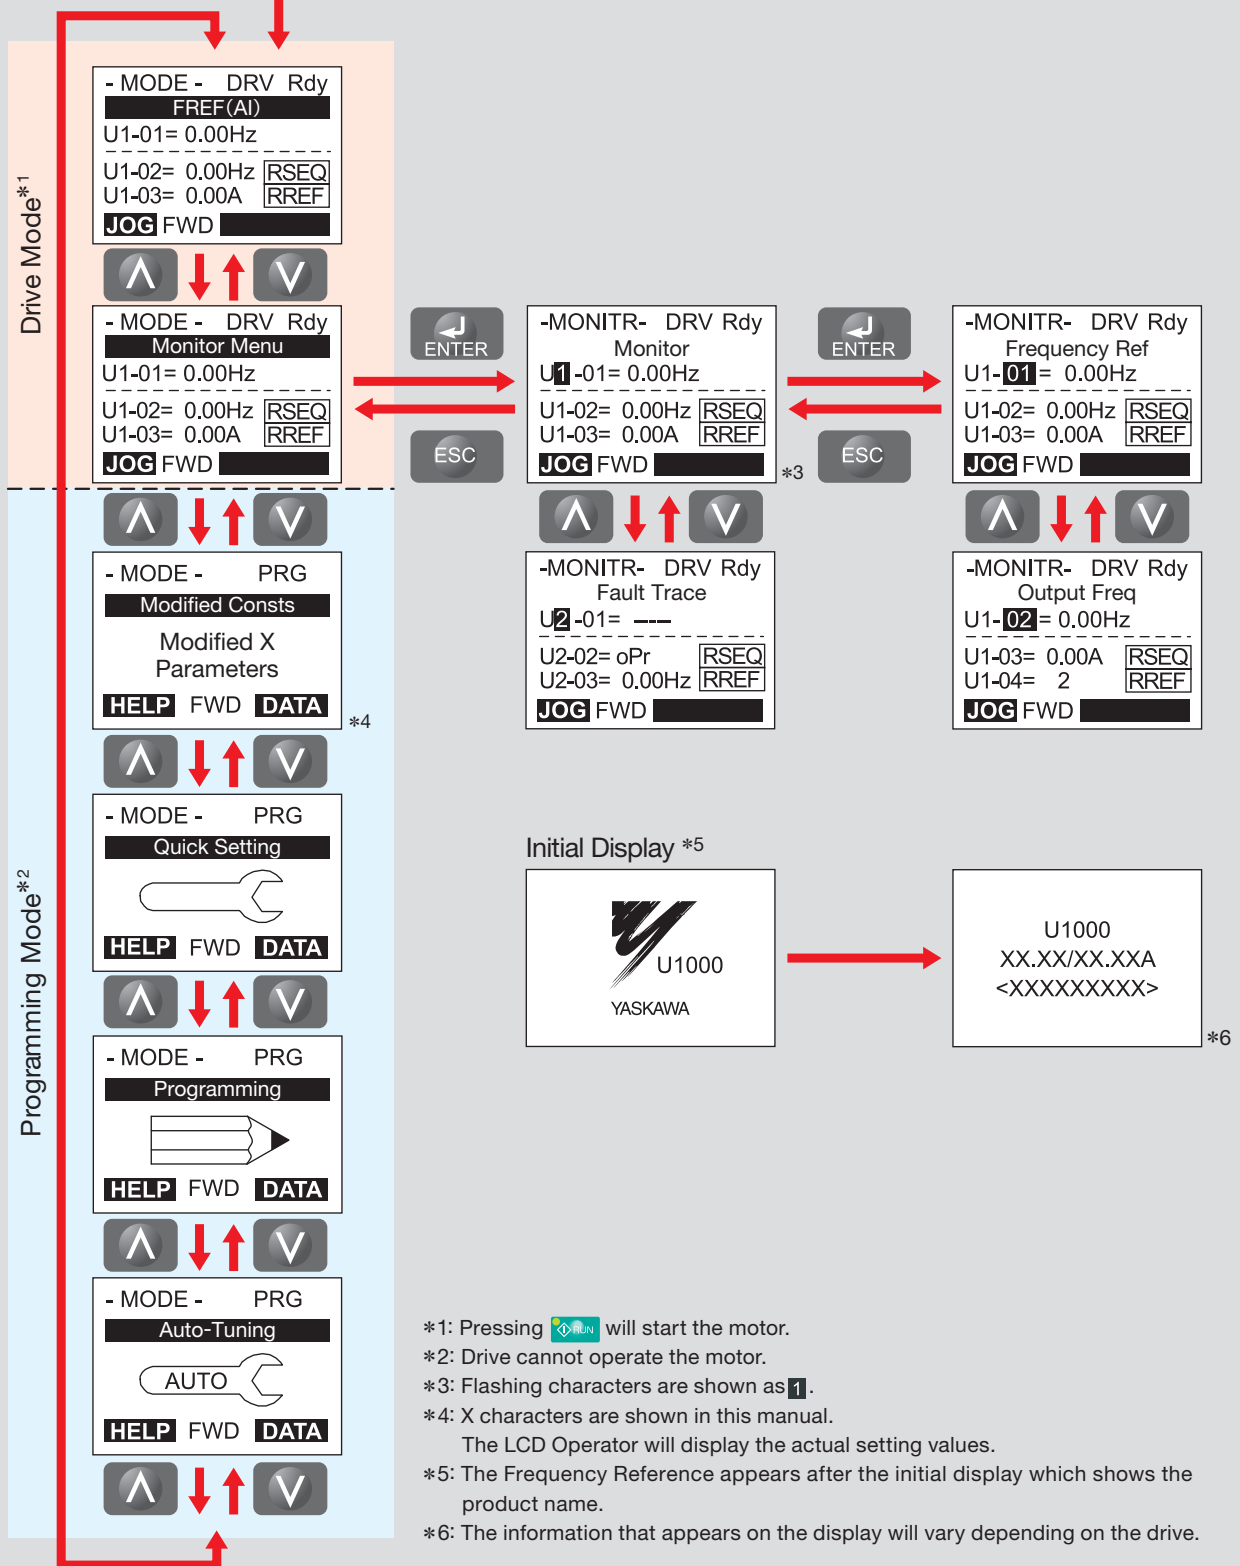 Drive Mode*1
- MODE - DRV Rdy
FREF(AI)
U1-01= 0.00Hz
U1-02= 0.00Hz RSEQ
U1-03= 0.00A RREF
JOG FWD
- MODE - DRV Rdy
Monitor Menu
U1-01= 0.00Hz
U1-02= 0.00Hz RSEQ
U1-03= 0.00A RREF
JOG FWD
ENTER
ESC
-MONITR- DRV Rdy
Monitor
U1 -01= 0.00Hz
U1-02= 0.00Hz RSEQ
U1-03= 0.00A RREF
JOG FWD
*3
ENTER
ESC
-MONITR- DRV Rdy
Frequency Ref
U1- 01 = 0.00Hz
U1-02= 0.00Hz RSEQ
U1-03= 0.00A RREF
JOG FWD
-MONITR- DRV Rdy
Fault Trace
U2 -01= ----
U2-02= oPr RSEQ
U2-03= 0.00Hz RREF
JOG FWD
-MONITR- DRV Rdy
Output Freq
U1- 02 = 0.00Hz
U1-03= 0.00A RSEQ
U1-04= 2 RREF
JOG FWD
Programming Mode*2
- MODE - PRG
Modified Consts
Modified X
Parameters
HELP FWD DATA
*4
- MODE - PRG
Quick Setting
HELP FWD DATA
- MODE - PRG
Programming
HELP FWD DATA
- MODE - PRG
Auto-Tuning
AUTO
HELP FWD DATA
Initial Display *5
U1000
YASKAWA
U1000
XX.XX/XX.XXA
<XXXXXXXXX>
*6
*1: Pressing RUN will start the motor.
*2: Drive cannot operate the motor.
*3: Flashing characters are shown as 1 .
*4: X characters are shown in this manual.
The LCD Operator will display the actual setting values.
*5: The Frequency Reference appears after the initial display which shows the
product name.
*6: The information that appears on the display will vary depending on the drive.